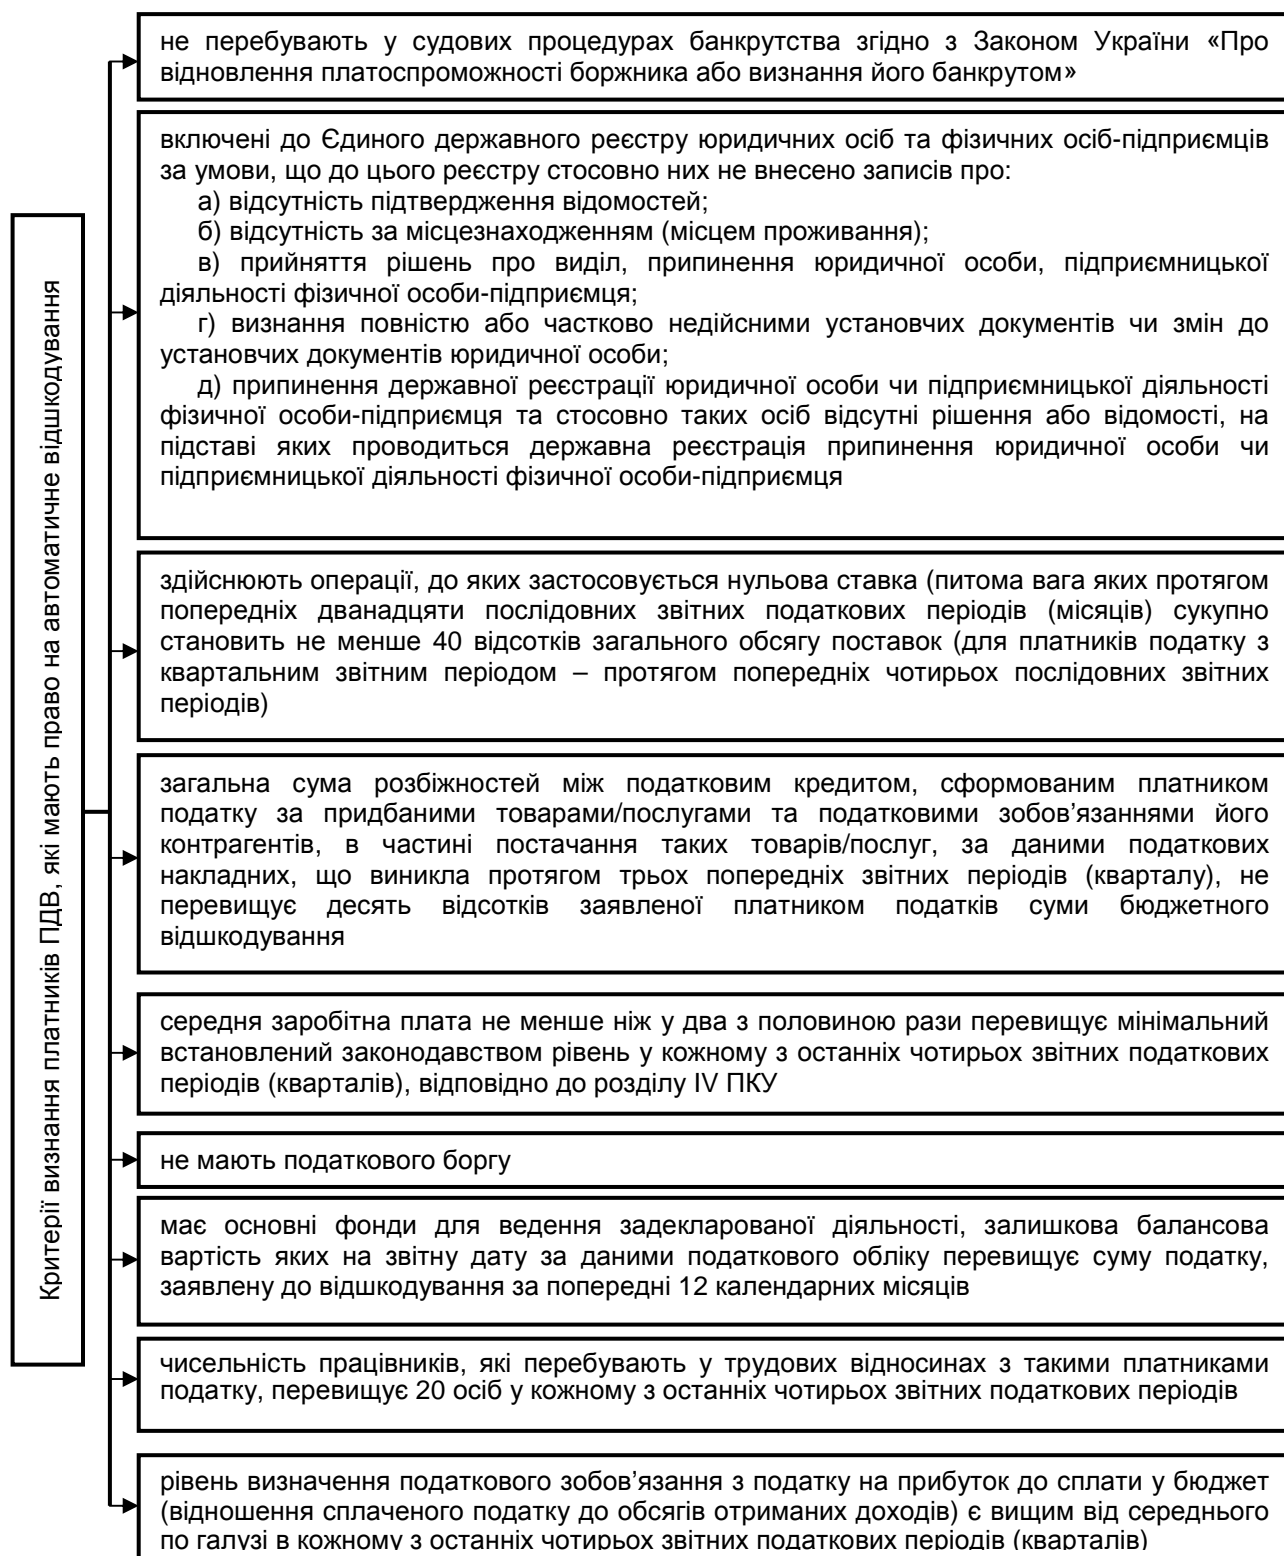 Критерії визнання платників ПДВ, які мають право на автоматичне відшкодування
не перебувають у судових процедурах банкрутства згідно з Законом України «Про
відновлення платоспроможності боржника або визнання його банкрутом»
включені до Єдиного державного реєстру юридичних осіб та фізичних осіб-підприємців
за умови, що до цього реєстру стосовно них не внесено записів про:
а) відсутність підтвердження відомостей;
б) відсутність за місцезнаходженням (місцем проживання);
в) прийняття рішень про виділ, припинення юридичної особи, підприємницької
діяльності фізичної особи-підприємця;
г) визнання повністю або частково недійсними установчих документів чи змін до
установчих документів юридичної особи;
д) припинення державної реєстрації юридичної особи чи підприємницької діяльності
фізичної особи-підприємця та стосовно таких осіб відсутні рішення або відомості, на
підставі яких проводиться державна реєстрація припинення юридичної особи чи
підприємницької діяльності фізичної особи-підприємця
здійснюють операції, до яких застосовується нульова ставка (питома вага яких протягом
попередніх дванадцяти послідовних звітних податкових періодів (місяців) сукупно
становить не менше 40 відсотків загального обсягу поставок (для платників податку з
квартальним звітним періодом – протягом попередніх чотирьох послідовних звітних
періодів)
загальна сума розбіжностей між податковим кредитом, сформованим платником
податку за придбаними товарами/послугами та податковими зобов’язаннями його
контрагентів, в частині постачання таких товарів/послуг, за даними податкових
накладних, що виникла протягом трьох попередніх звітних періодів (кварталу), не
перевищує десять відсотків заявленої платником податків суми бюджетного
відшкодування
середня заробітна плата не менше ніж у два з половиною рази перевищує мінімальний
встановлений законодавством рівень у кожному з останніх чотирьох звітних податкових
періодів (кварталів), відповідно до розділу IV ПКУ
не мають податкового боргу
має основні фонди для ведення задекларованої діяльності, залишкова балансова
вартість яких на звітну дату за даними податкового обліку перевищує суму податку,
заявлену до відшкодування за попередні 12 календарних місяців
чисельність працівників, які перебувають у трудових відносинах з такими платниками
податку, перевищує 20 осіб у кожному з останніх чотирьох звітних податкових періодів
рівень визначення податкового зобов’язання з податку на прибуток до сплати у бюджет
(відношення сплаченого податку до обсягів отриманих доходів) є вищим від середнього
по галузі в кожному з останніх чотирьох звітних податкових періодів (кварталів)